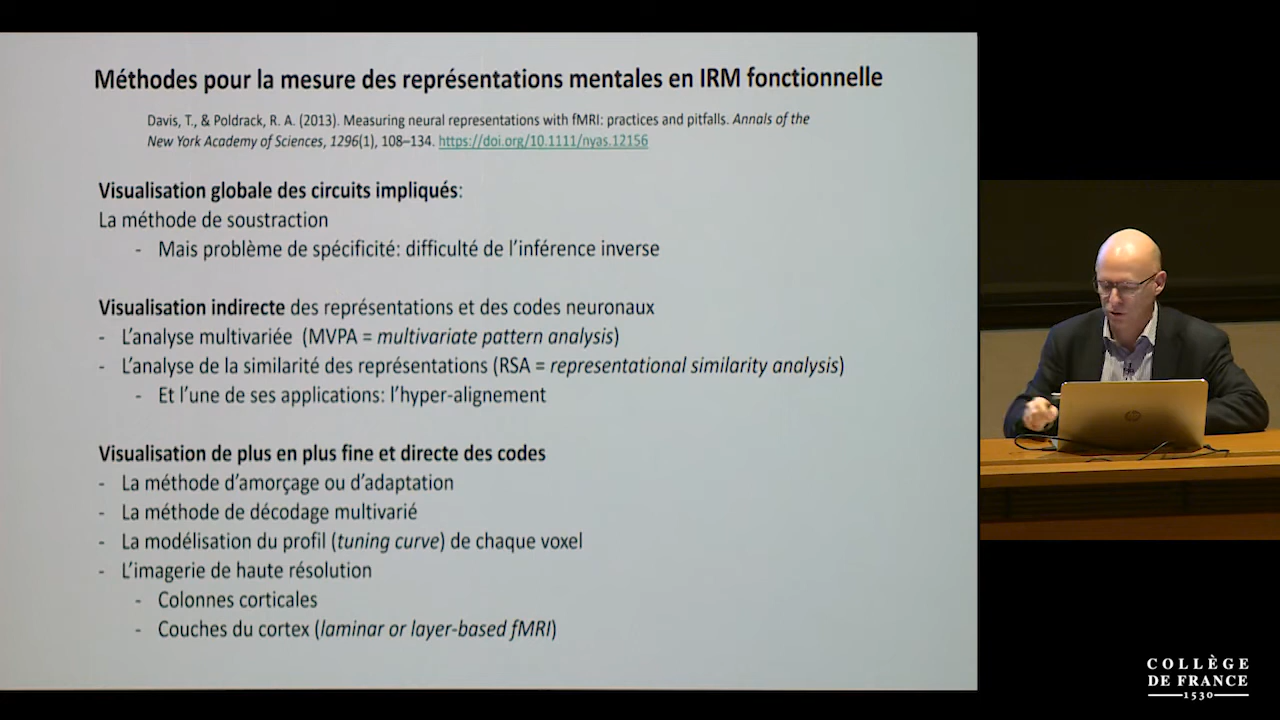 Méthodes pour la mesure des représentations mentales en IRM fonctionnelle
Davis, T., & Poldrack, R. A. (2013). Measuring neural representations with fMRI: practices and pitfalls. Annals of the
New York Academy of Sciences, 1296(1), 108–134. https://doi.org/10.1111/nyas.12156
Visualisation globale des circuits impliqués:
La méthode de soustraction
- Mais problème de spécificité: difficulté de l'inférence inverse
Visualisation indirecte des représentations et des codes neuronaux
- L'analyse multivariée (MVPA = multivariate pattern analysis)
- L'analyse de la similarité des représentations (RSA = representational similarity analysis)
- Et l'une de ses applications: l'hyper-alignement
Visualisation de plus en plus fine et directe des codes
- La méthode d'amorçage ou d'adaptation
- La méthode de décodage multivarié
- La modélisation du profil (tuning curve) de chaque voxel
- L'imagerie de haute résolution
- Colonnes corticales
- Couches du cortex (laminar or layer-based fMRI)
COLLÈGE
DE FRANCE
1530